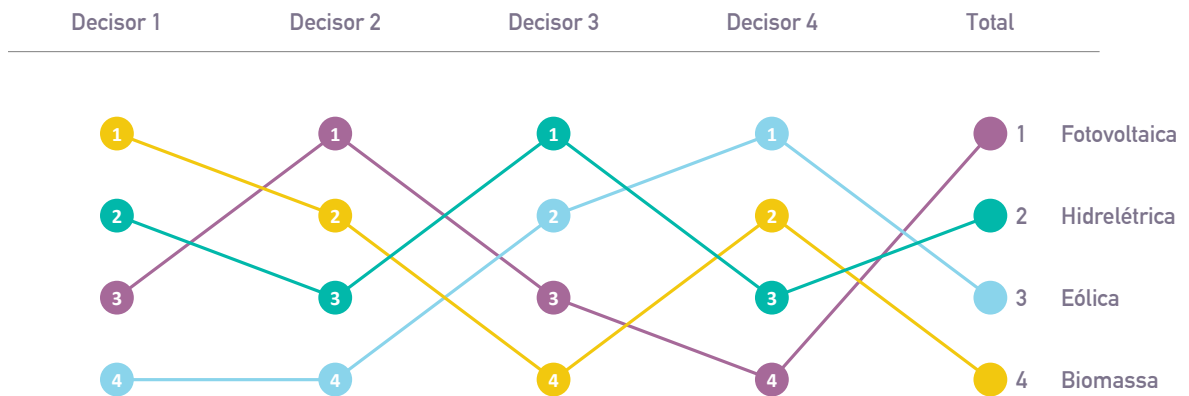 Decisor 1 Decisor 2 Decisor 3 Decisor 4 Total
1 1 1 1 1 Fotovoltaica
2 2 2 2 2 Hidrelétrica
3 3 3 3 3 Eólica
4 4 4 4 4 Biomassa